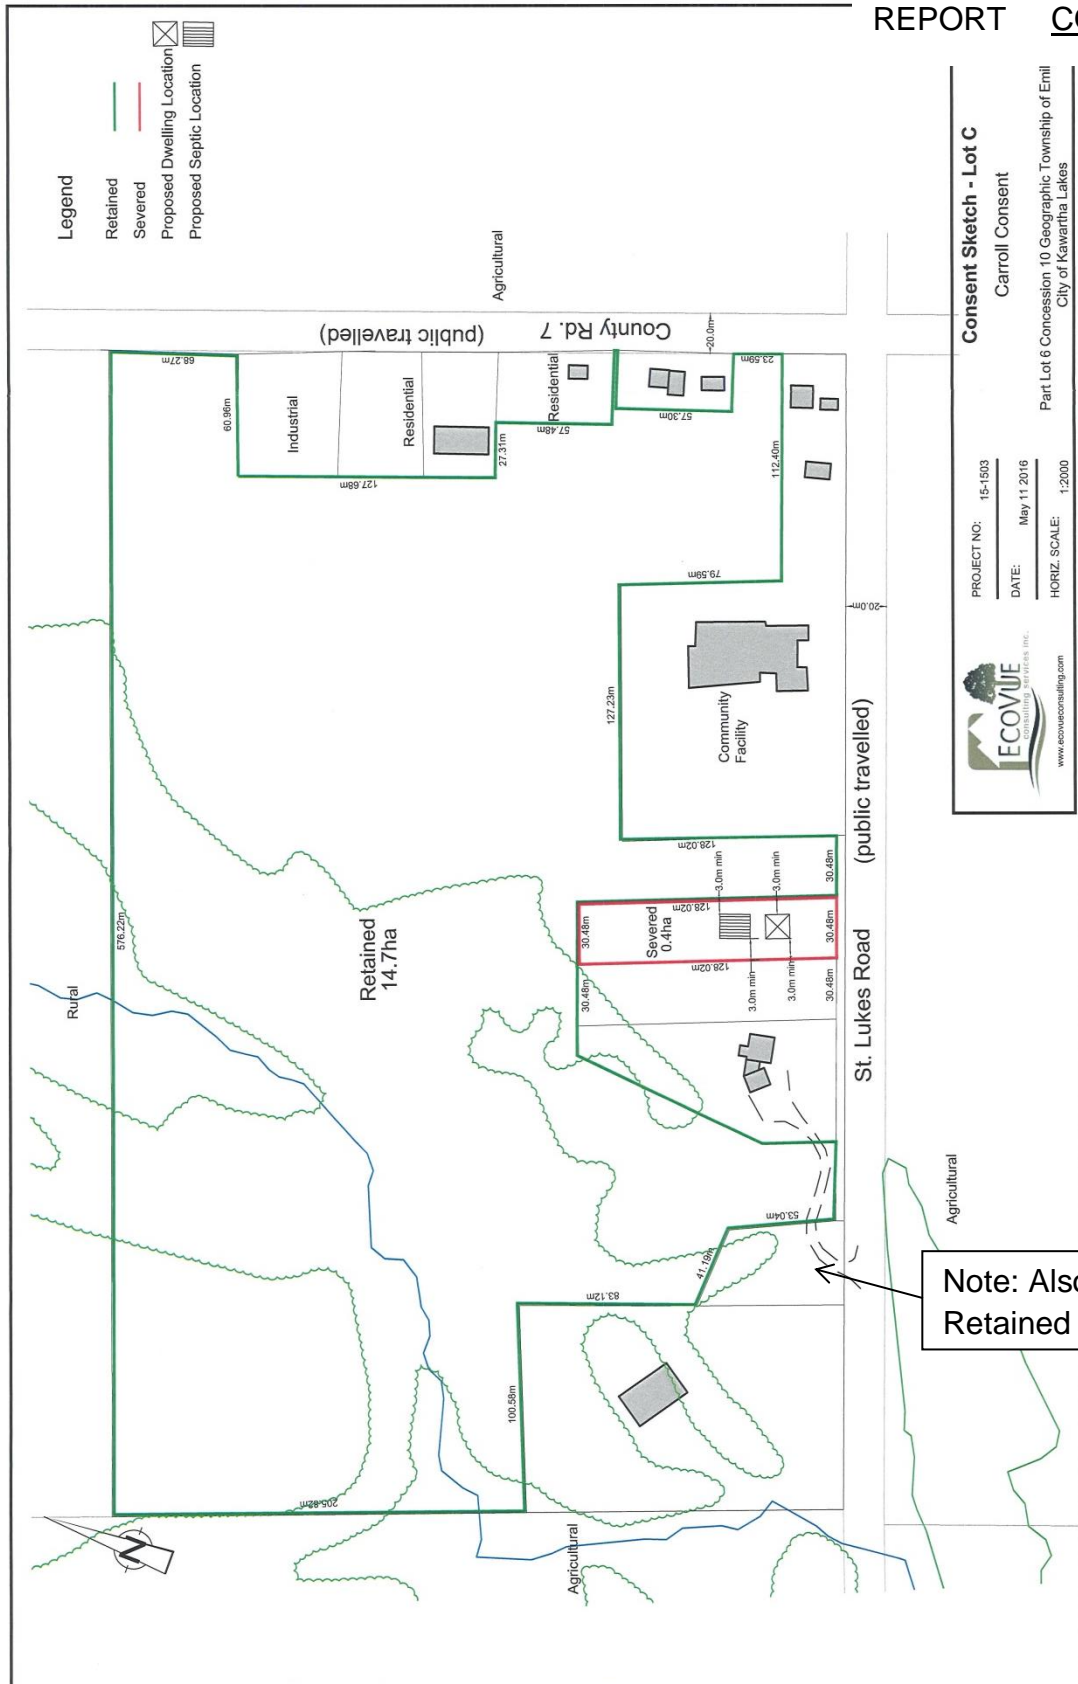 REPORT
Legend
Retained
Severed
Proposed Dwelling Location
Proposed Septic Location
Agricultural
County Rd. 7
(public travelled)
68.27m
60.96m
Industrial
Residential
127.68m
27.31m
57.48m
Residential
57.30m
20.0m
23.59m
112.40m
79.59m
20.0m
127.23m
Community
Facility
128.02m
30.48m
576.22m
Rural
Retained
14.7ha
30.48m
Severed
0.4ha
128.02m
3.0m min
3.0m min
30.48m
128.02m
3.0m min
3.0m min
30.48m
30.48m
St. Lukes Road
(public travelled)
53.04m
41.19m
83.12m
100.58m
205.82m
N
Agricultural
Agricultural
Note: Also
Retained
Consent Sketch - Lot C
Carroll Consent
Part Lot 6 Concession 10 Geographic Township of Emil
City of Kawartha Lakes
PROJECT NO: 15-1503
DATE: May 11 2016
HORIZ. SCALE: 1:2000
ECOVUE
consulting services inc.
www.ecovueconsulting.com